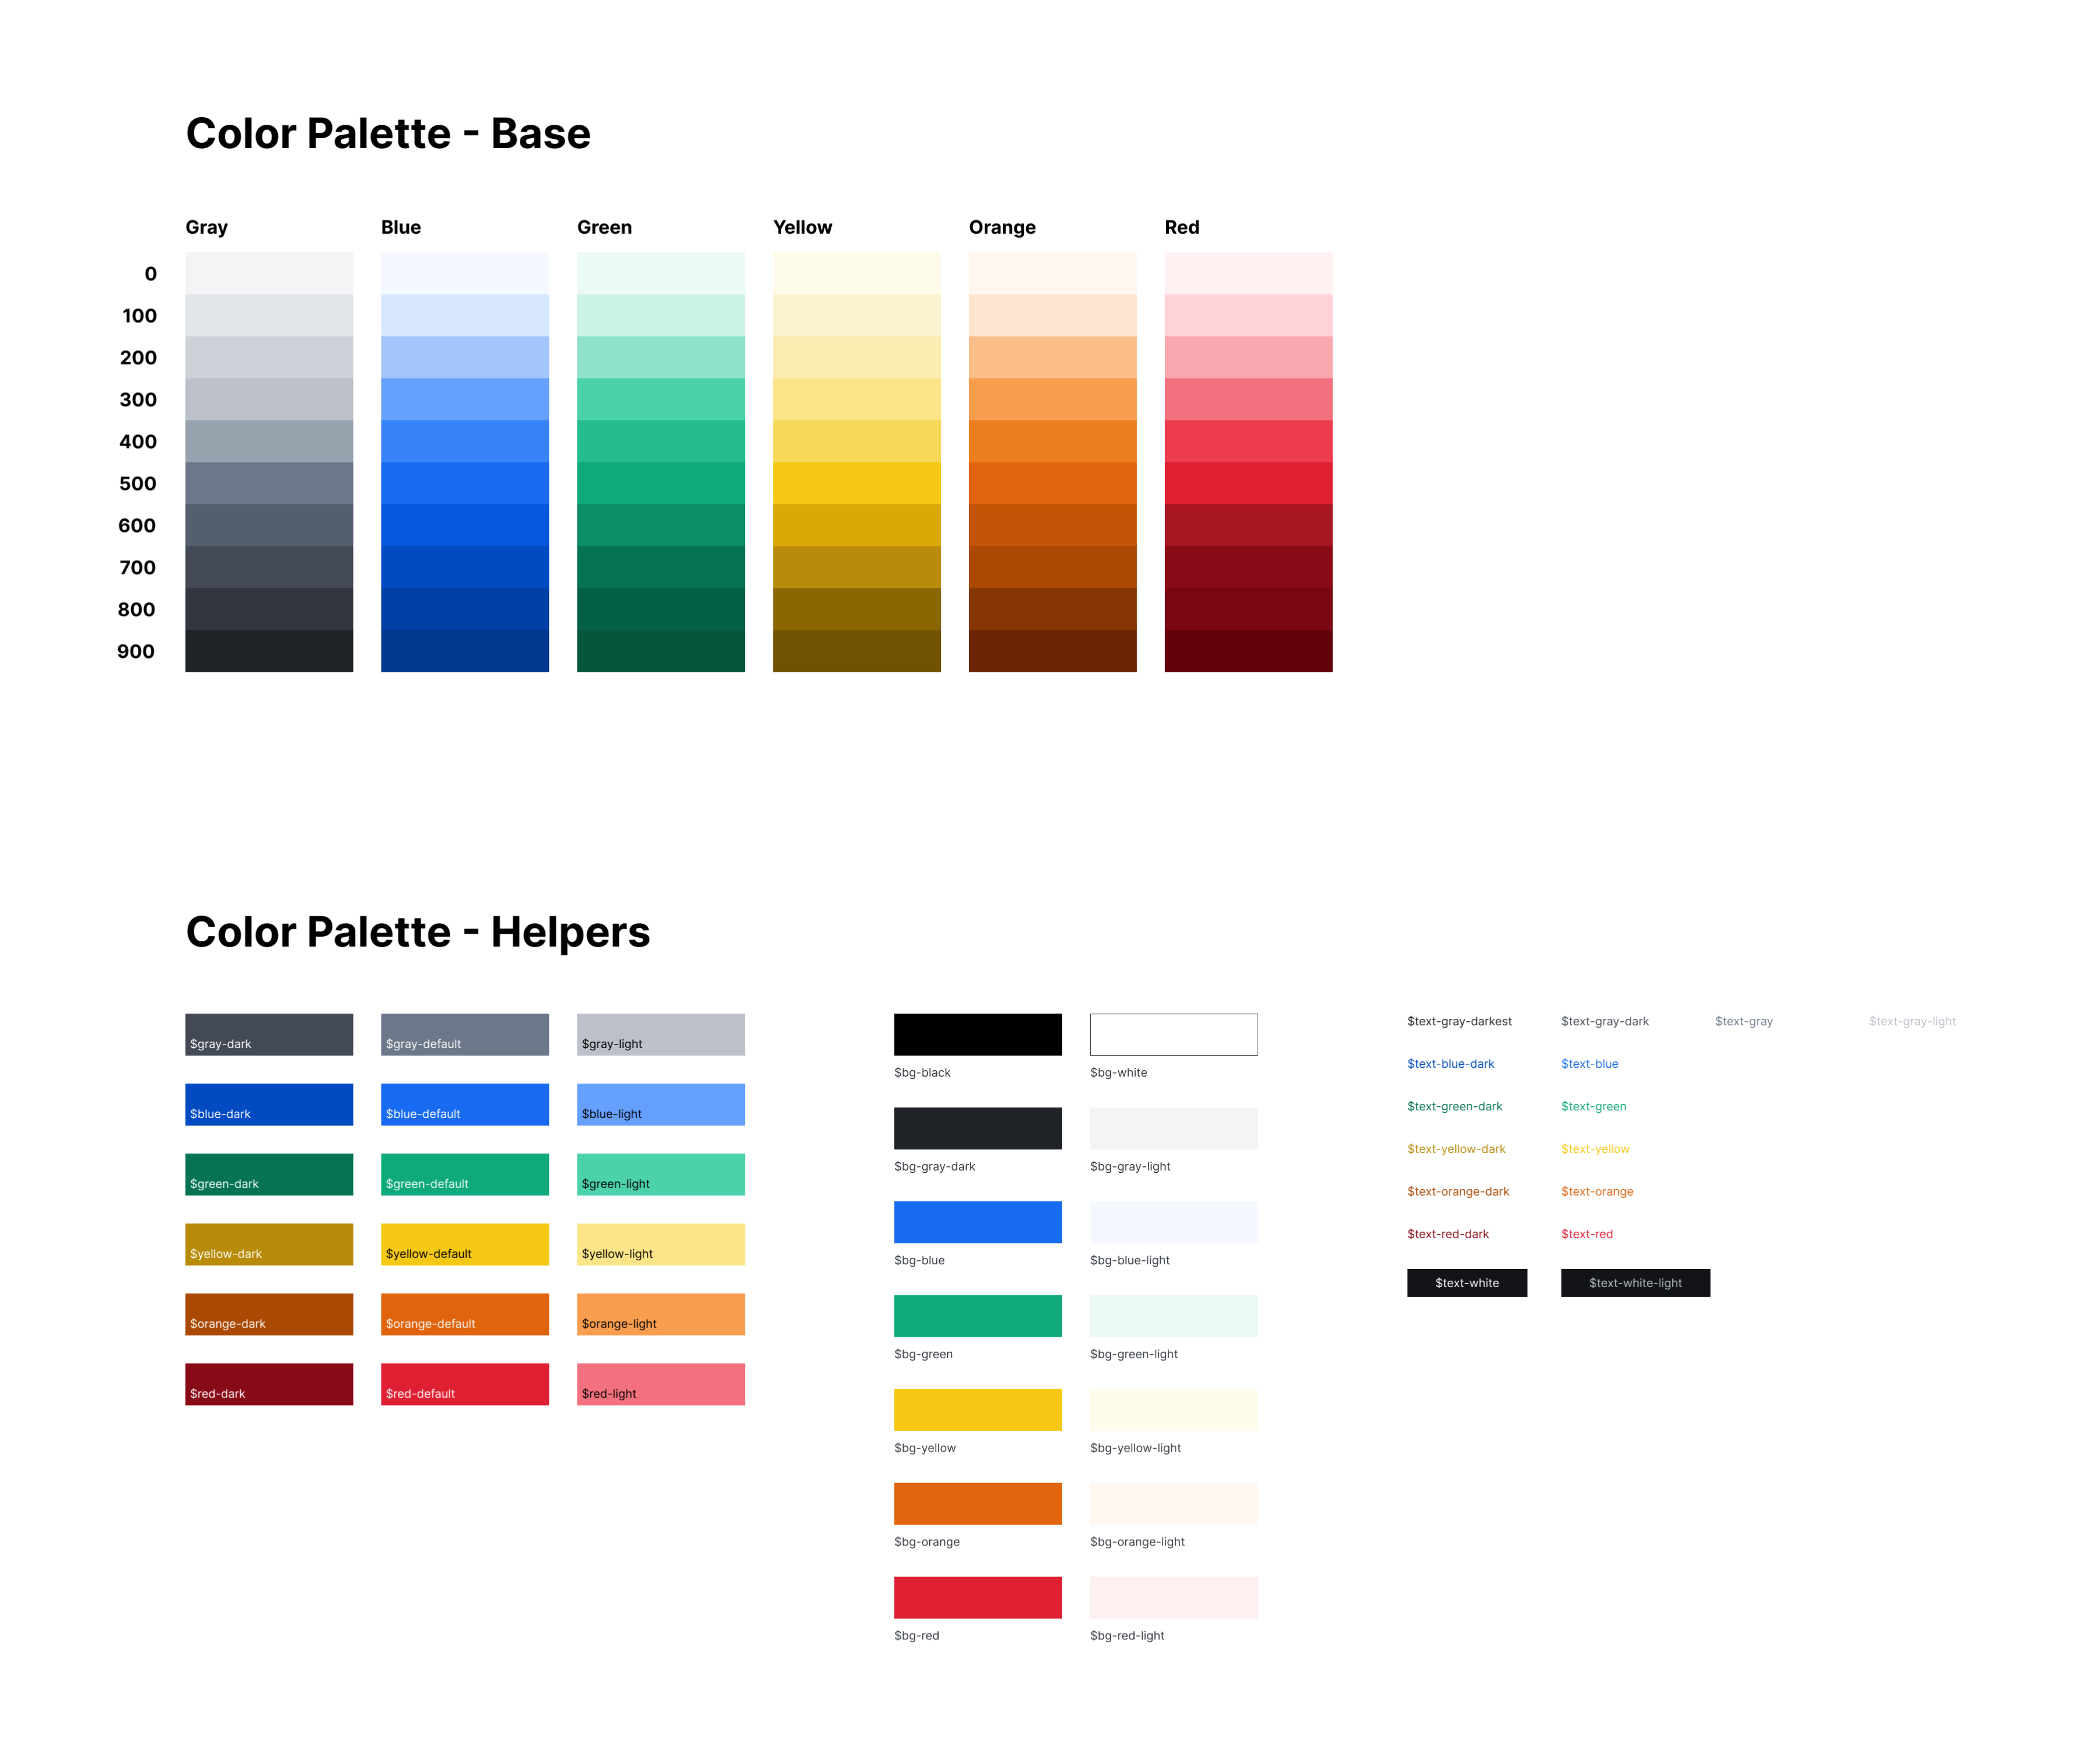 Color Palette - Base
Gray Blue Green Yellow Orange Red
0
100
200
300
400
500
600
700
800
900
Color Palette - Helpers
$gray-dark $gray-default $gray-light
$blue-dark $blue-default $blue-light
$green-dark $green-default $green-light
$yellow-dark $yellow-default $yellow-light
$orange-dark $orange-default $orange-light
$red-dark $red-default $red-light
$bg-black $bg-white
$bg-gray-dark $bg-gray-light
$bg-blue $bg-blue-light
$bg-green $bg-green-light
$bg-yellow $bg-yellow-light
$bg-orange $bg-orange-light
$bg-red $bg-red-light
$text-gray-darkest $text-gray-dark $text-gray $text-gray-light
$text-blue-dark $text-blue
$text-green-dark $text-green
$text-yellow-dark $text-yellow
$text-orange-dark $text-orange
$text-red-dark $text-red
$text-white $text-white-light